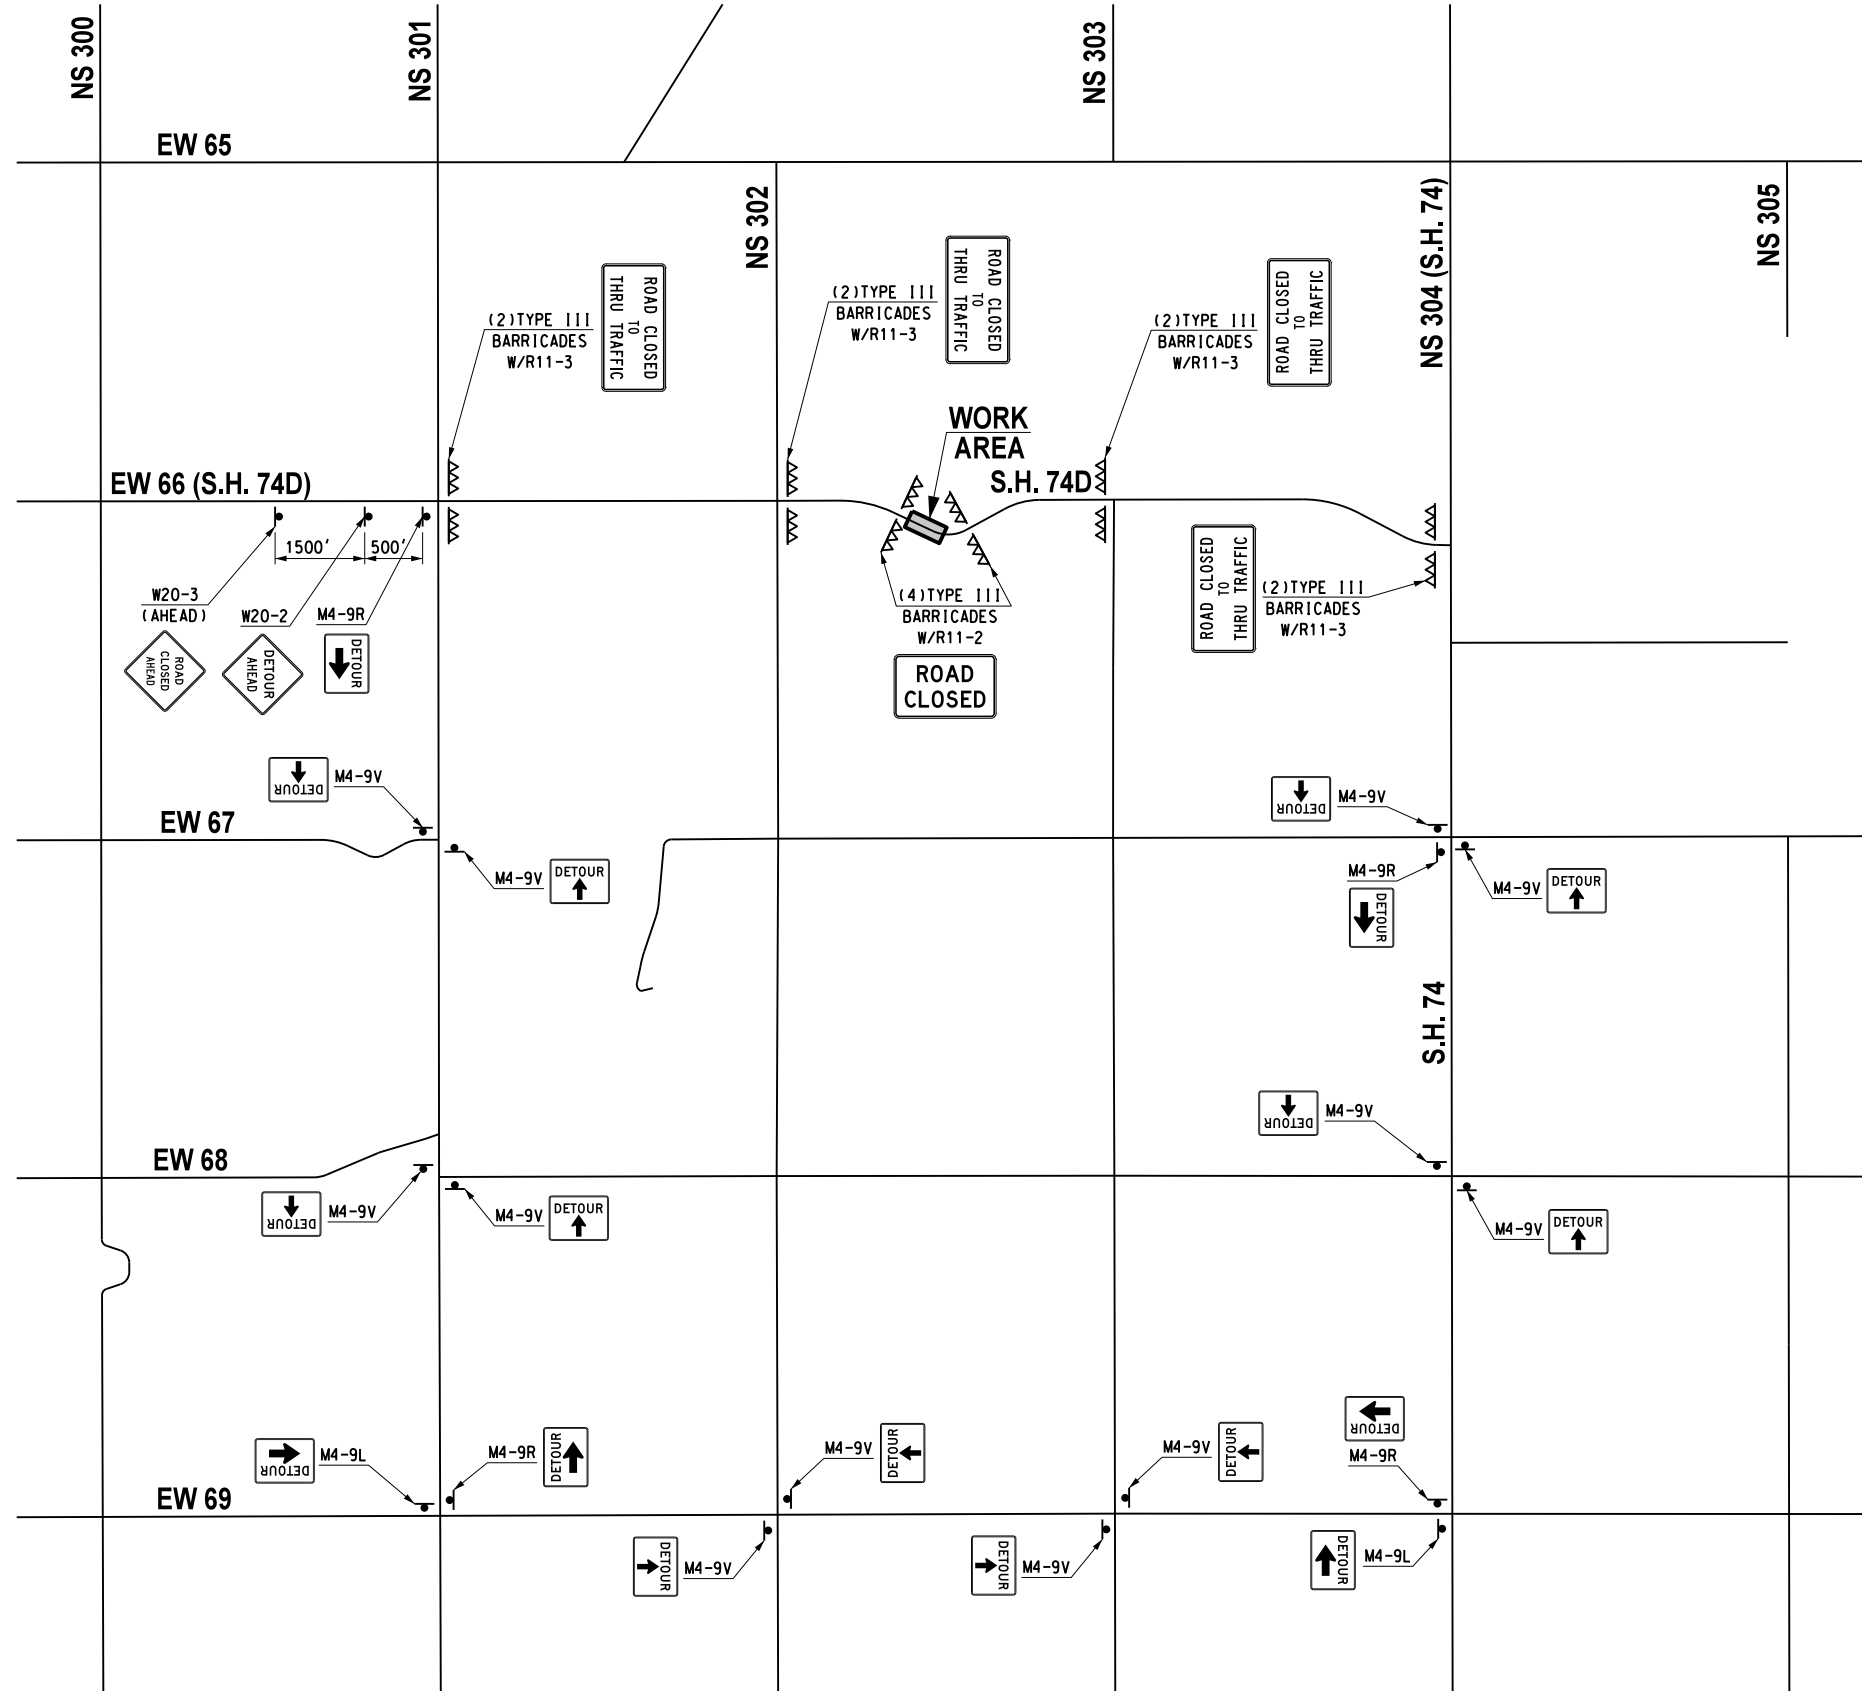 NS 300
NS 301
NS 303
EW 65
NS 302
NS 304 (S.H. 74)
NS 305
(2)TYPE III
BARRICADES
W/R11-3
ROAD CLOSED
TO
THRU TRAFFIC
(2)TYPE III
BARRICADES
W/R11-3
ROAD CLOSED
TO
THRU TRAFFIC
(2)TYPE III
BARRICADES
W/R11-3
ROAD CLOSED
TO
THRU TRAFFIC
WORK
AREA
EW 66 (S.H. 74D)
S.H. 74D
1500'
500'
W20-3
(AHEAD)
W20-2
M4-9R
ROAD
CLOSED
AHEAD
DETOUR
AHEAD
DETOUR
(4)TYPE III
BARRICADES
W/R11-2
ROAD
CLOSED
ROAD CLOSED
TO
THRU TRAFFIC
(2)TYPE III
BARRICADES
W/R11-3
DETOUR
M4-9V
DETOUR
M4-9V
EW 67
M4-9V
DETOUR
M4-9R
DETOUR
M4-9V
DETOUR
S.H. 74
DETOUR
M4-9V
EW 68
DETOUR
M4-9V
M4-9V
DETOUR
M4-9V
DETOUR
DETOUR
M4-9L
M4-9R
DETOUR
M4-9V
DETOUR
M4-9V
DETOUR
DETOUR
M4-9R
EW 69
DETOUR
M4-9V
DETOUR
M4-9V
DETOUR
M4-9L